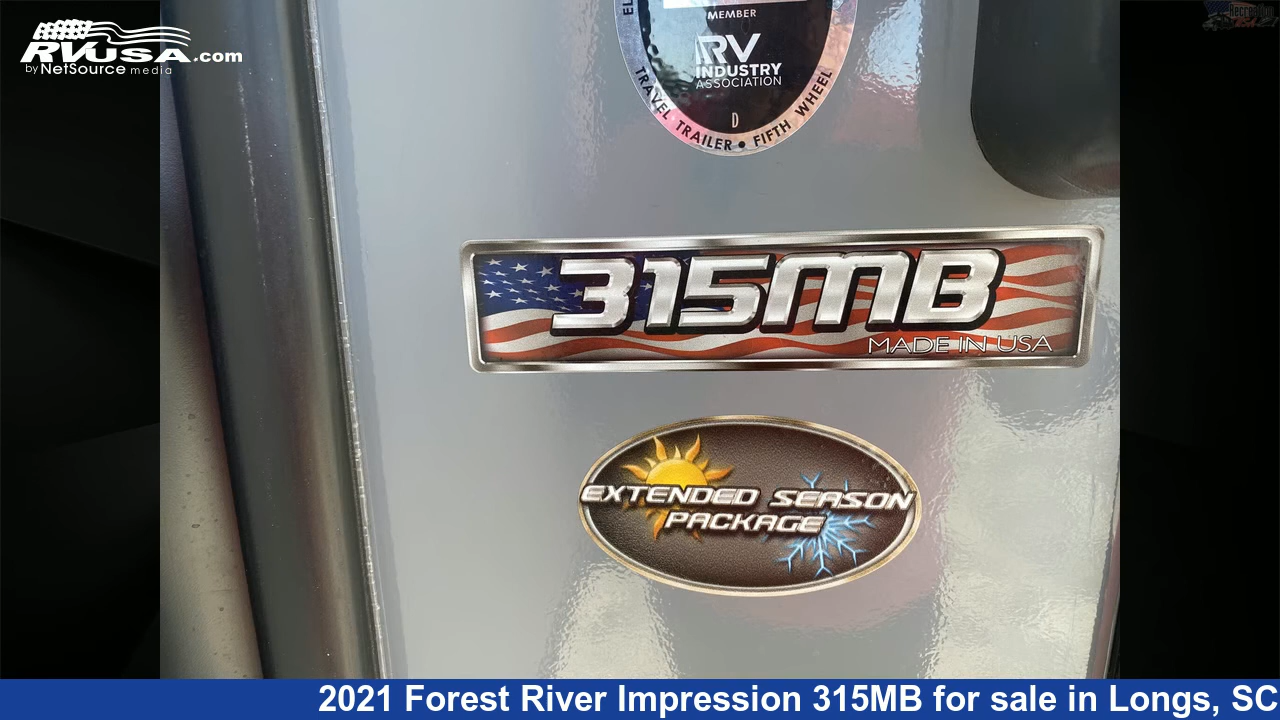 RVUSA.com
by NetSource media
MEMBER
RV
INDUSTRY
ASSOCIATION
D
TRAVEL TRAILER • FIFTH WHEEL
315MB
MADE IN USA
EXTENDED SEASON
PACKAGE
2021 Forest River Impression 315MB for sale in Longs, SC